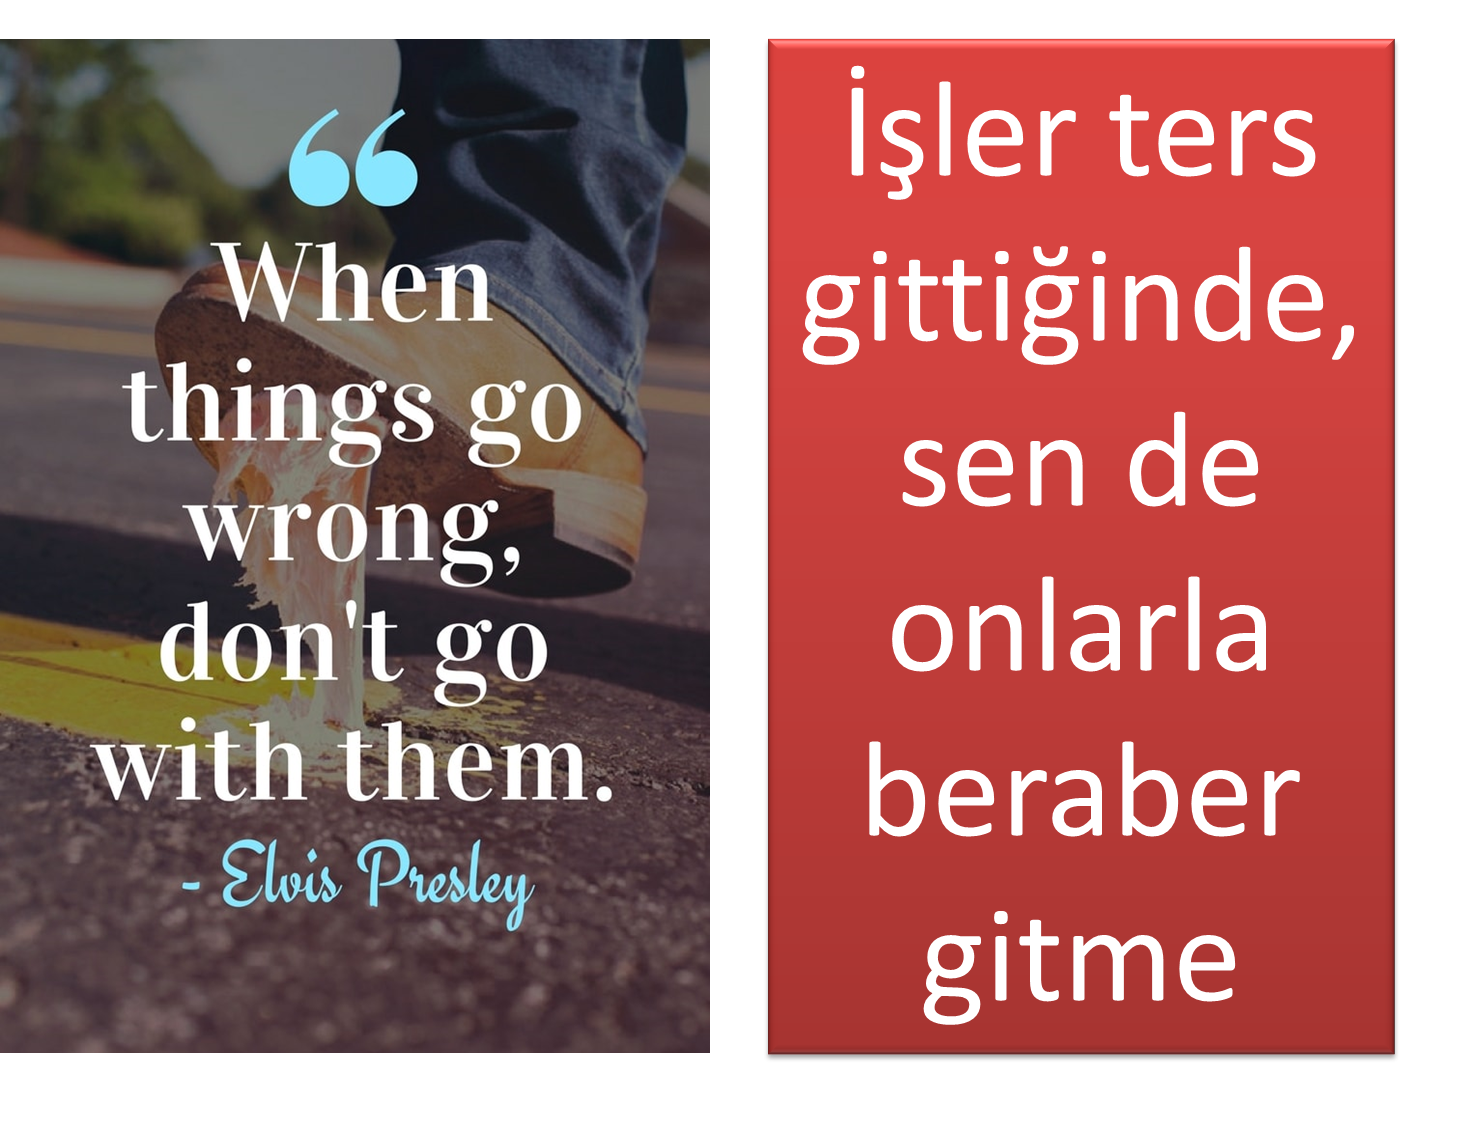 “
When
things go
wrong,
don't go
with them.
- Elvis Presley
İşler ters
gittiğinde,
sen de
onlarla
beraber
gitme